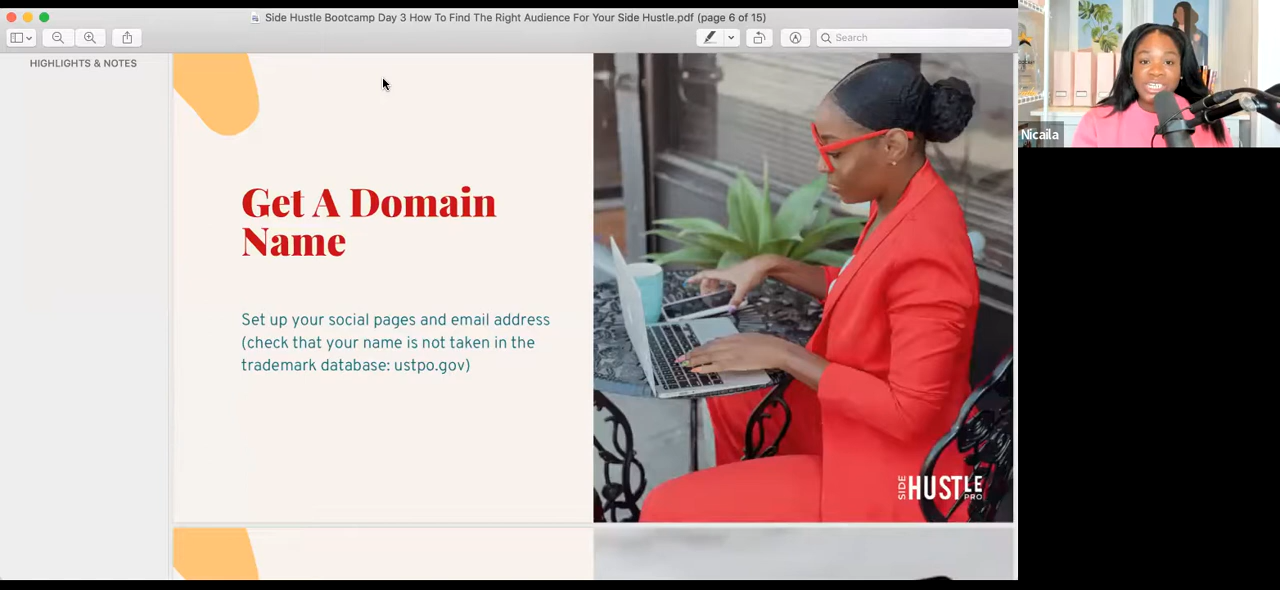 Side Hustle Bootcamp Day 3 How To Find The Right Audience For Your Side Hustle.pdf (page 6 of 15)
Search
HIGHLIGHTS & NOTES
Get A Domain
Name
Set up your social pages and email address
(check that your name is not taken in the
trademark database: ustpo.gov)
SIDE
HUSTLE
PRO
Nicaila